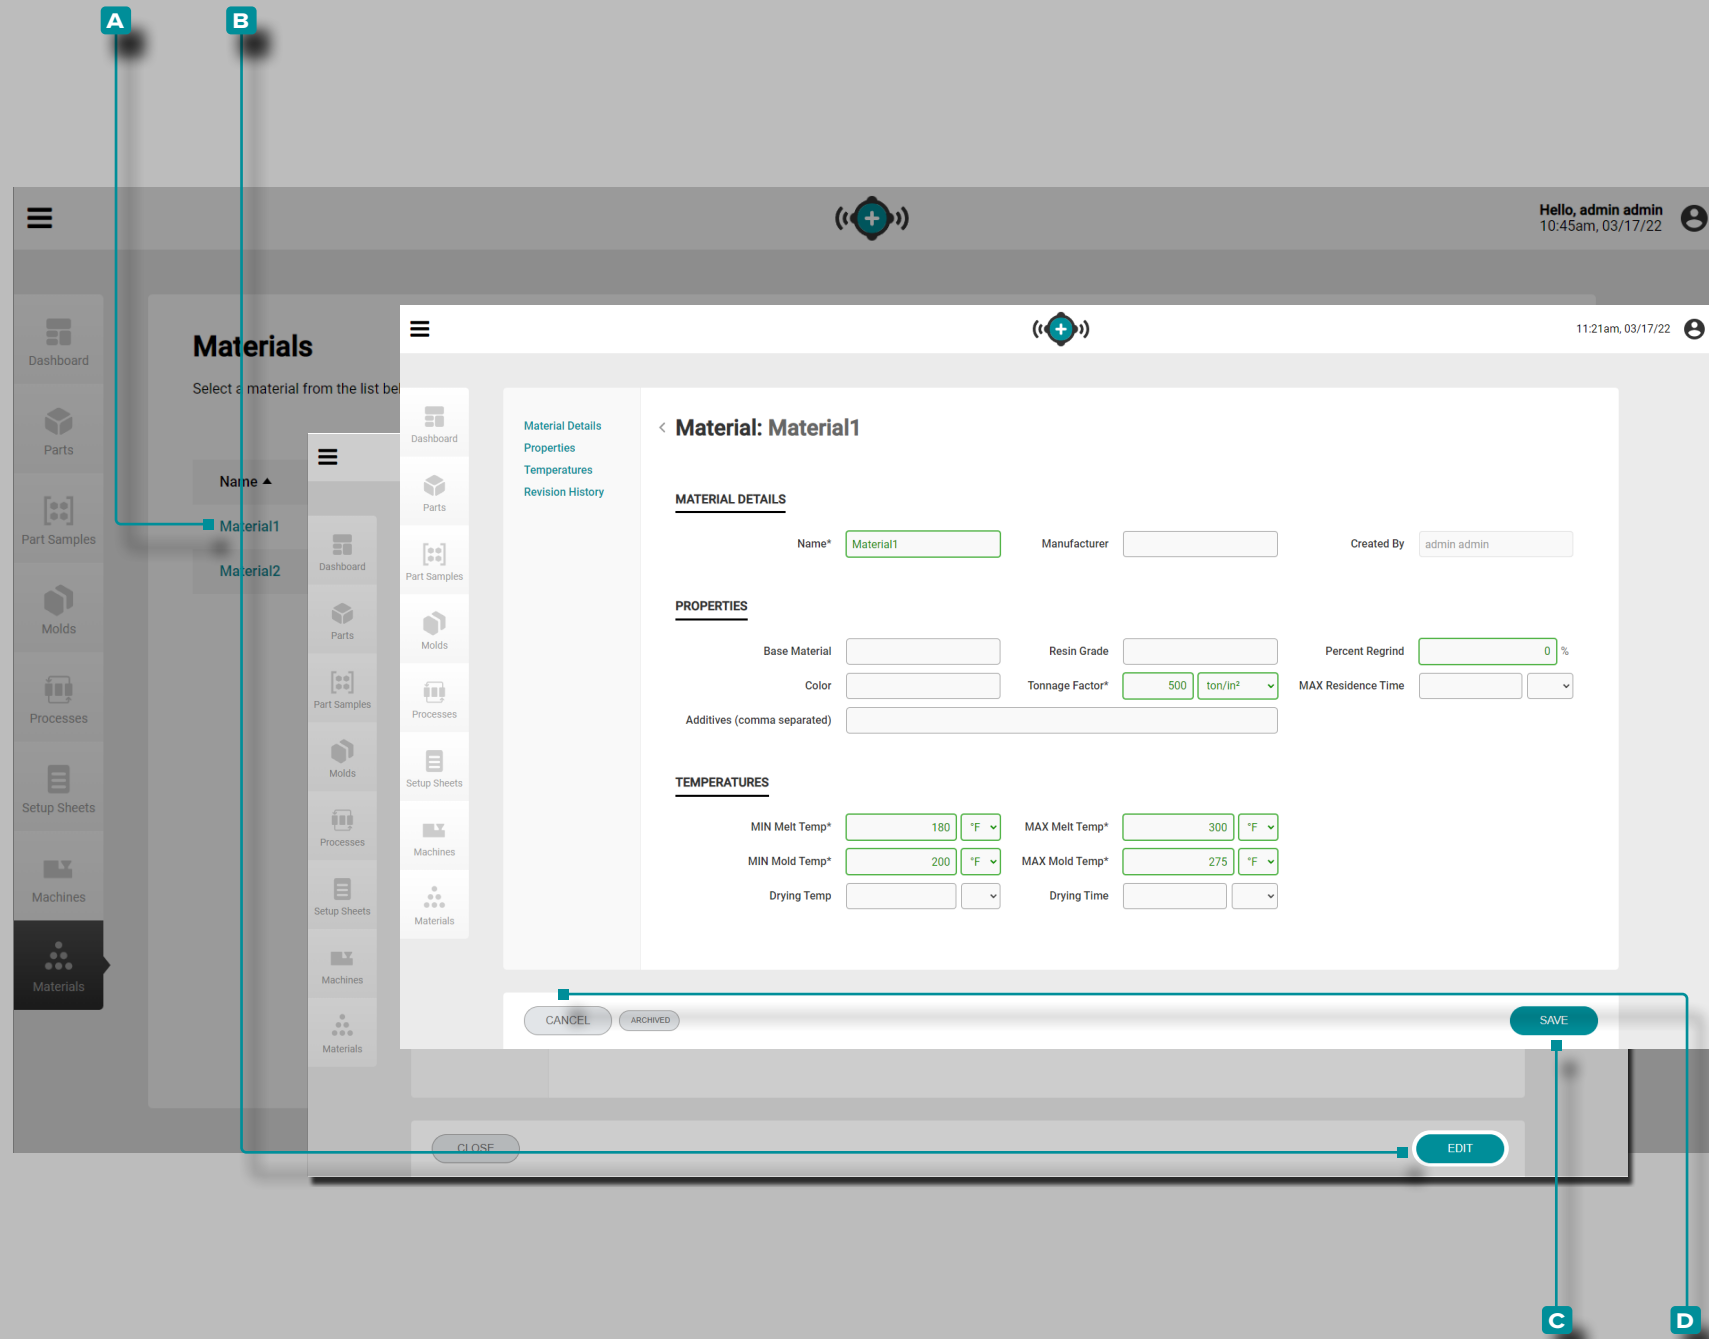 A
B
Hello, admin admin
10:45am, 03/17/22
Dashboard
Parts
Part Samples
Molds
Processes
Setup Sheets
Machines
Materials
Materials
Select a material from the list bel
Name
Material1
Material2
Dashboard
Parts
Part Samples
Molds
Processes
Setup Sheets
Machines
Materials
CLOSE
EDIT
11:21am, 03/17/22
Dashboard
Parts
Part Samples
Molds
Processes
Setup Sheets
Machines
Materials
Material Details
Properties
Temperatures
Revision History
< Material: Material1
MATERIAL DETAILS
Name* Material1 Manufacturer Created By admin admin
PROPERTIES
Base Material Resin Grade Percent Regrind 0 %
Color Tonnage Factor* 500 ton/in² MAX Residence Time
Additives (comma separated)
TEMPERATURES
MIN Melt Temp* 180 °F MAX Melt Temp* 300 °F
MIN Mold Temp* 200 °F MAX Mold Temp* 275 °F
Drying Temp Drying Time
CANCEL ARCHIVED SAVE
C
D